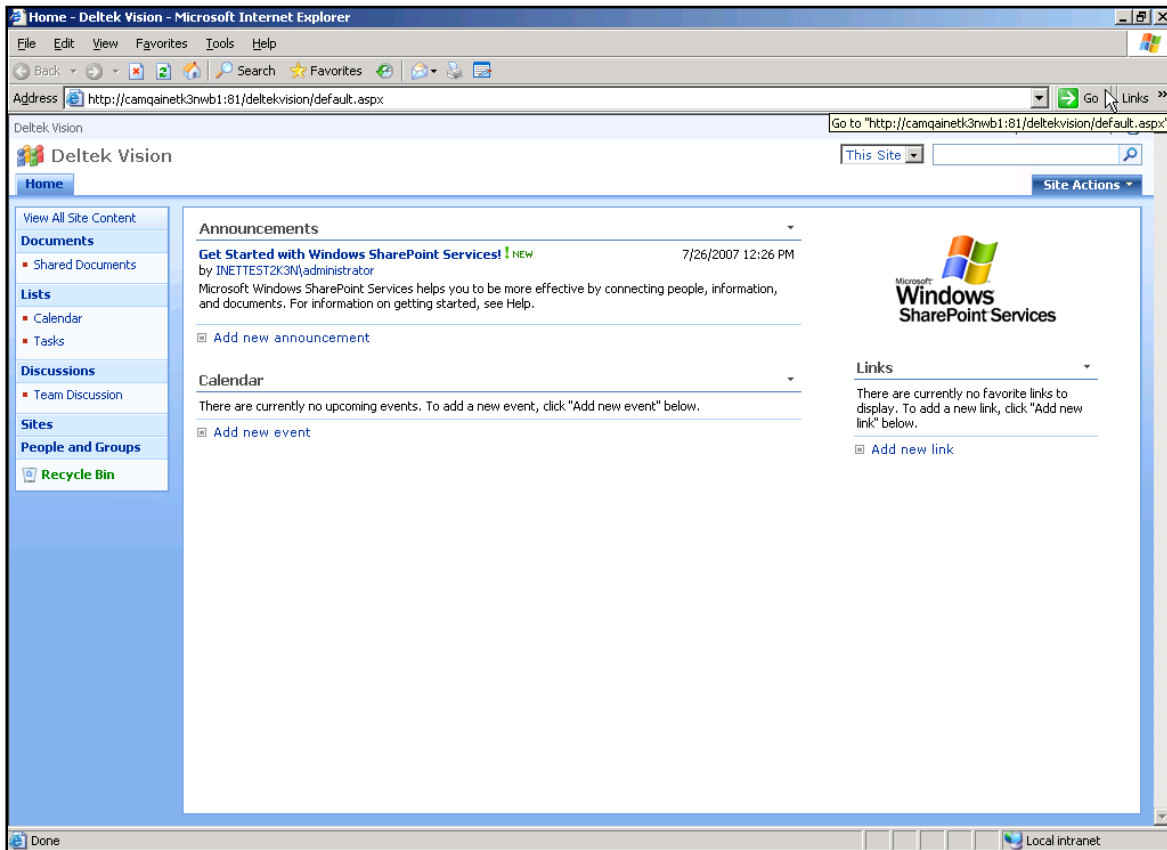 Home - Deltek Vision - Microsoft Internet Explorer
File Edit View Favorites Tools Help
Back Search Favorites
Address http://camqainetk3nwb1:81/deltekvision/default.aspx Go Links »
Deltek Vision
Go to "http://camqainetk3nwb1:81/deltekvision/default.aspx"
Deltek Vision
This Site
Home
Site Actions
View All Site Content
Documents
Shared Documents
Lists
Calendar
Tasks
Discussions
Team Discussion
Sites
People and Groups
Recycle Bin
Announcements
Get Started with Windows SharePoint Services! ! NEW 7/26/2007 12:26 PM
by INETTEST2K3N\administrator
Microsoft Windows SharePoint Services helps you to be more effective by connecting people, information,
and documents. For information on getting started, see Help.
Add new announcement
Calendar
There are currently no upcoming events. To add a new event, click "Add new event" below.
Add new event
Microsoft
Windows
SharePoint Services
Links
There are currently no favorite links to
display. To add a new link, click "Add new
link" below.
Add new link
Done
Local intranet